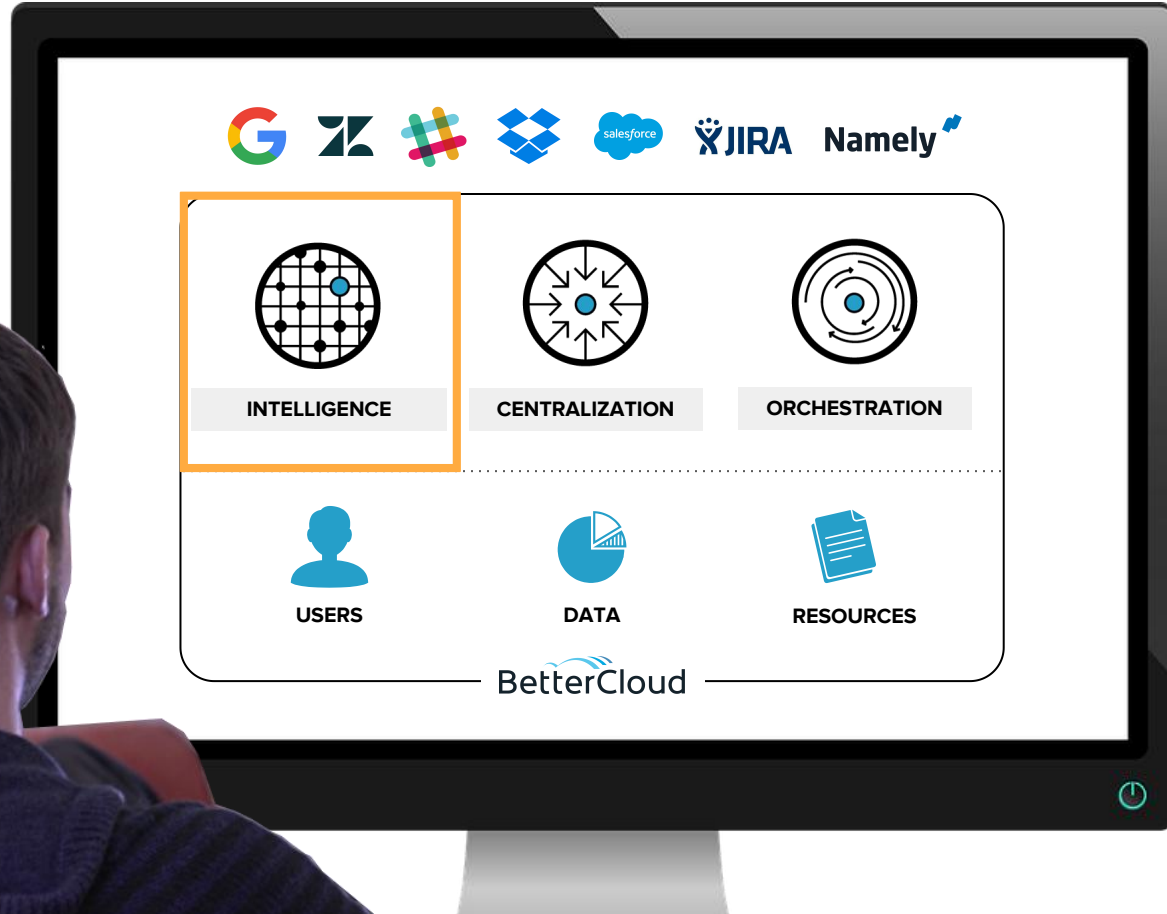 salesforce
JIRA
Namely
INTELLIGENCE
CENTRALIZATION
ORCHESTRATION
USERS
DATA
RESOURCES
BetterCloud